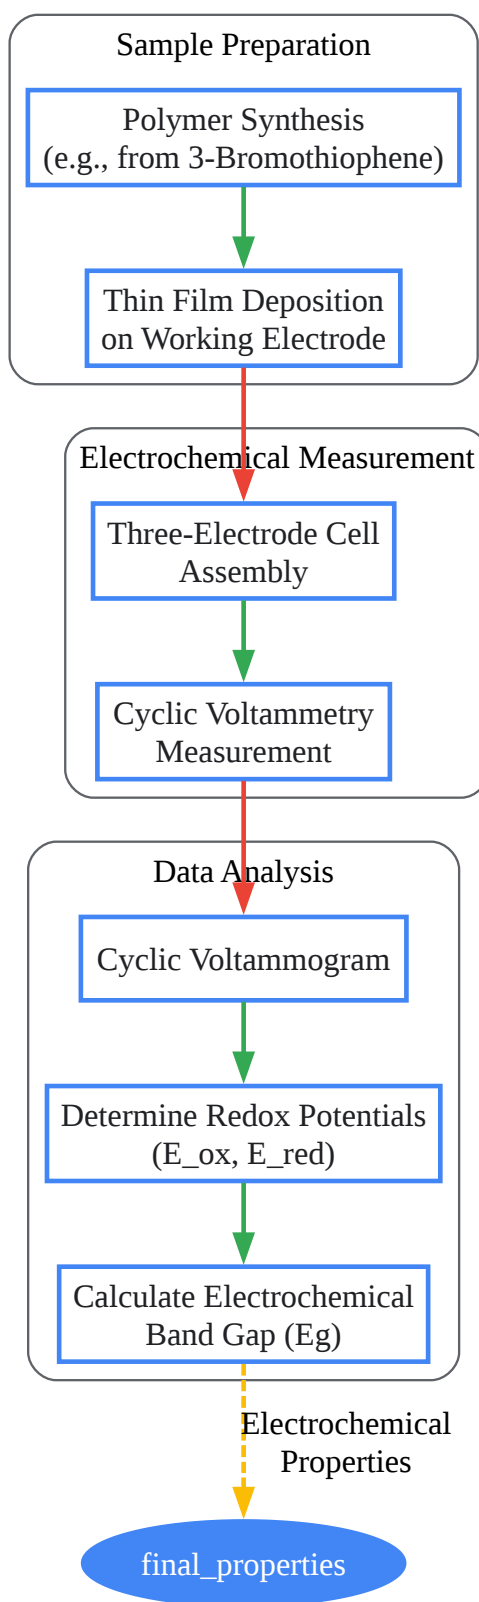 Sample Preparation
Polymer Synthesis
(e.g., from 3-Bromothiophene)
Thin Film Deposition
on Working Electrode
Electrochemical Measurement
Three-Electrode Cell
Assembly
Cyclic Voltammetry
Measurement
Data Analysis
Cyclic Voltammogram
Determine Redox Potentials
(E_ox, E_red)
Calculate Electrochemical
Band Gap (Eg)
Electrochemical
Properties
final_properties